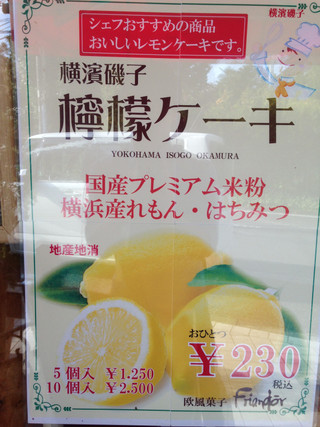 シェフおすすめの商品
おいしいレモンケーキです。
横濱磯子
横濱磯子
檸檬ケーキ
YOKOHAMA ISOGO OKAMURA
国産プレミアム米粉
横浜産れもん・はちみつ
地産地消
おひとつ
￥230
税込
5個入 ￥1.250
10個入 ￥2.500
欧風菓子 Friandör